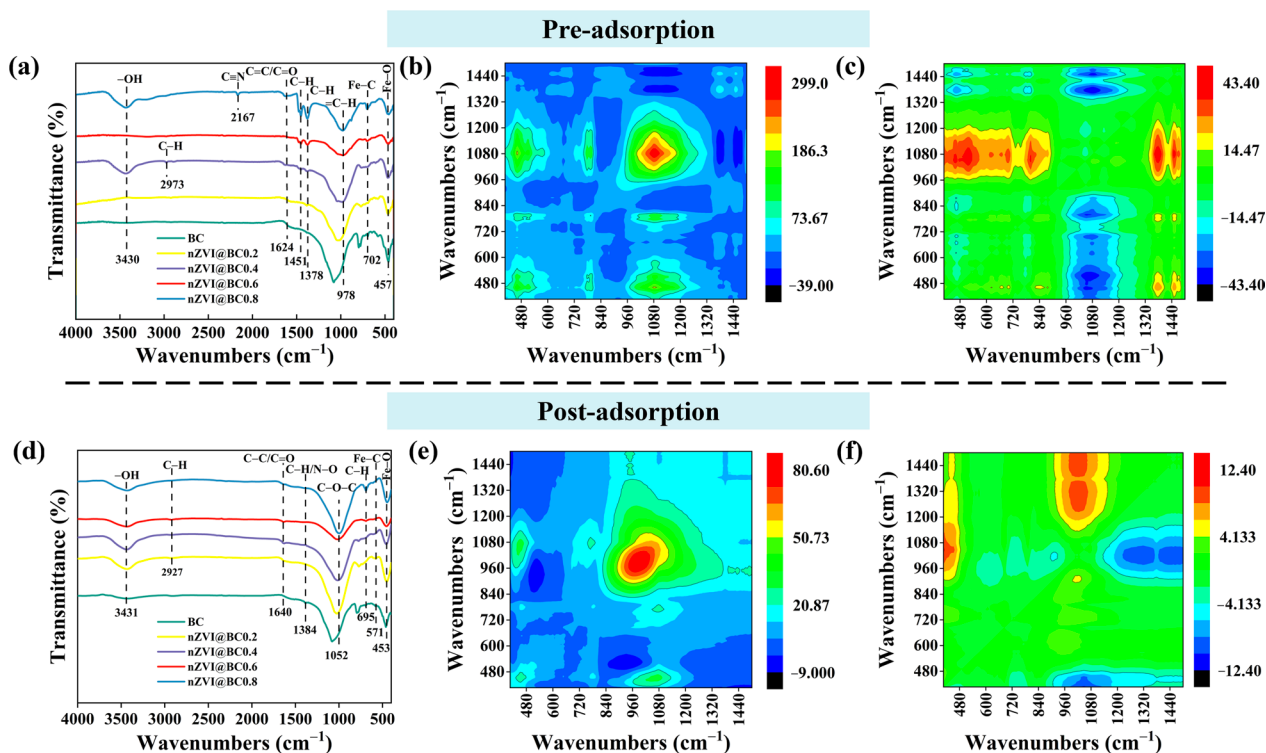 Pre-adsorption
(a)
Transmittance (%)
–OH
C≡N
C=C/C=O
C–H
C–H
=C–H
Fe–C
Fe–O
2167
C–H
2973
3430
1624
1451
1378
978
702
457
BC
nZVI@BC0.2
nZVI@BC0.4
nZVI@BC0.6
nZVI@BC0.8
4000 3500 3000 2500 2000 1500 1000 500
Wavenumbers (cm−1)
(b)
Wavenumbers (cm−1)
1440
1320
1200
1080
960
840
720
600
480
480 600 720 840 960 1080 1200 1440
Wavenumbers (cm−1)
299.0
186.3
73.67
−39.00
(c)
Wavenumbers (cm−1)
1440
1320
1200
1080
960
840
720
600
480
480 600 720 840 960 1080 1200 1440
Wavenumbers (cm−1)
43.40
14.47
−14.47
−43.40
Post-adsorption
(d)
Transmittance (%)
–OH
C–H
C–C/C=O
C–H/N–O
C–O–C
C–H
Fe–C
Fe–O
2927
3431
1640
1384
1052
695
571
453
BC
nZVI@BC0.2
nZVI@BC0.4
nZVI@BC0.6
nZVI@BC0.8
4000 3500 3000 2500 2000 1500 1000 500
Wavenumbers (cm−1)
(e)
Wavenumbers (cm−1)
1440
1320
1200
1080
960
840
720
600
480
480 600 720 840 960 1080 1200 1440
Wavenumbers (cm−1)
80.60
50.73
20.87
−9.000
(f)
Wavenumbers (cm−1)
1440
1320
1200
1080
960
840
720
600
480
480 600 720 840 960 1080 1200 1440
Wavenumbers (cm−1)
12.40
4.133
−4.133
−12.40